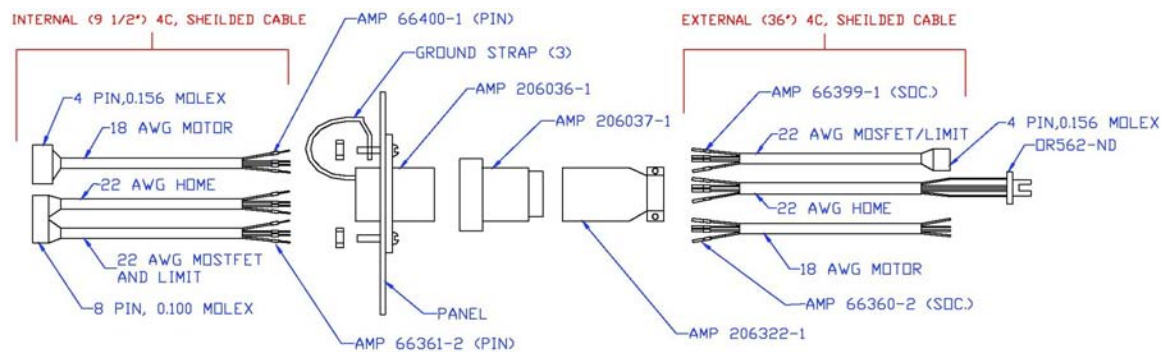 INTERNAL (9 1/2") 4C, SHEILDED CABLE
AMP 66400-1 (PIN)
GROUND STRAP (3)
EXTERNAL (36") 4C, SHEILDED CABLE
4 PIN,0.156 MOLEX
AMP 206036-1
AMP 66399-1 (SOC.)
18 AWG MOTOR
AMP 206037-1
22 AWG MOSFET/LIMIT
4 PIN,0.156 MOLEX
OR562-ND
22 AWG HOME
22 AWG HOME
22 AWG MOSTFET
AND LIMIT
18 AWG MOTOR
8 PIN, 0.100 MOLEX
PANEL
AMP 66360-2 (SOC.)
AMP 66361-2 (PIN)
AMP 206322-1